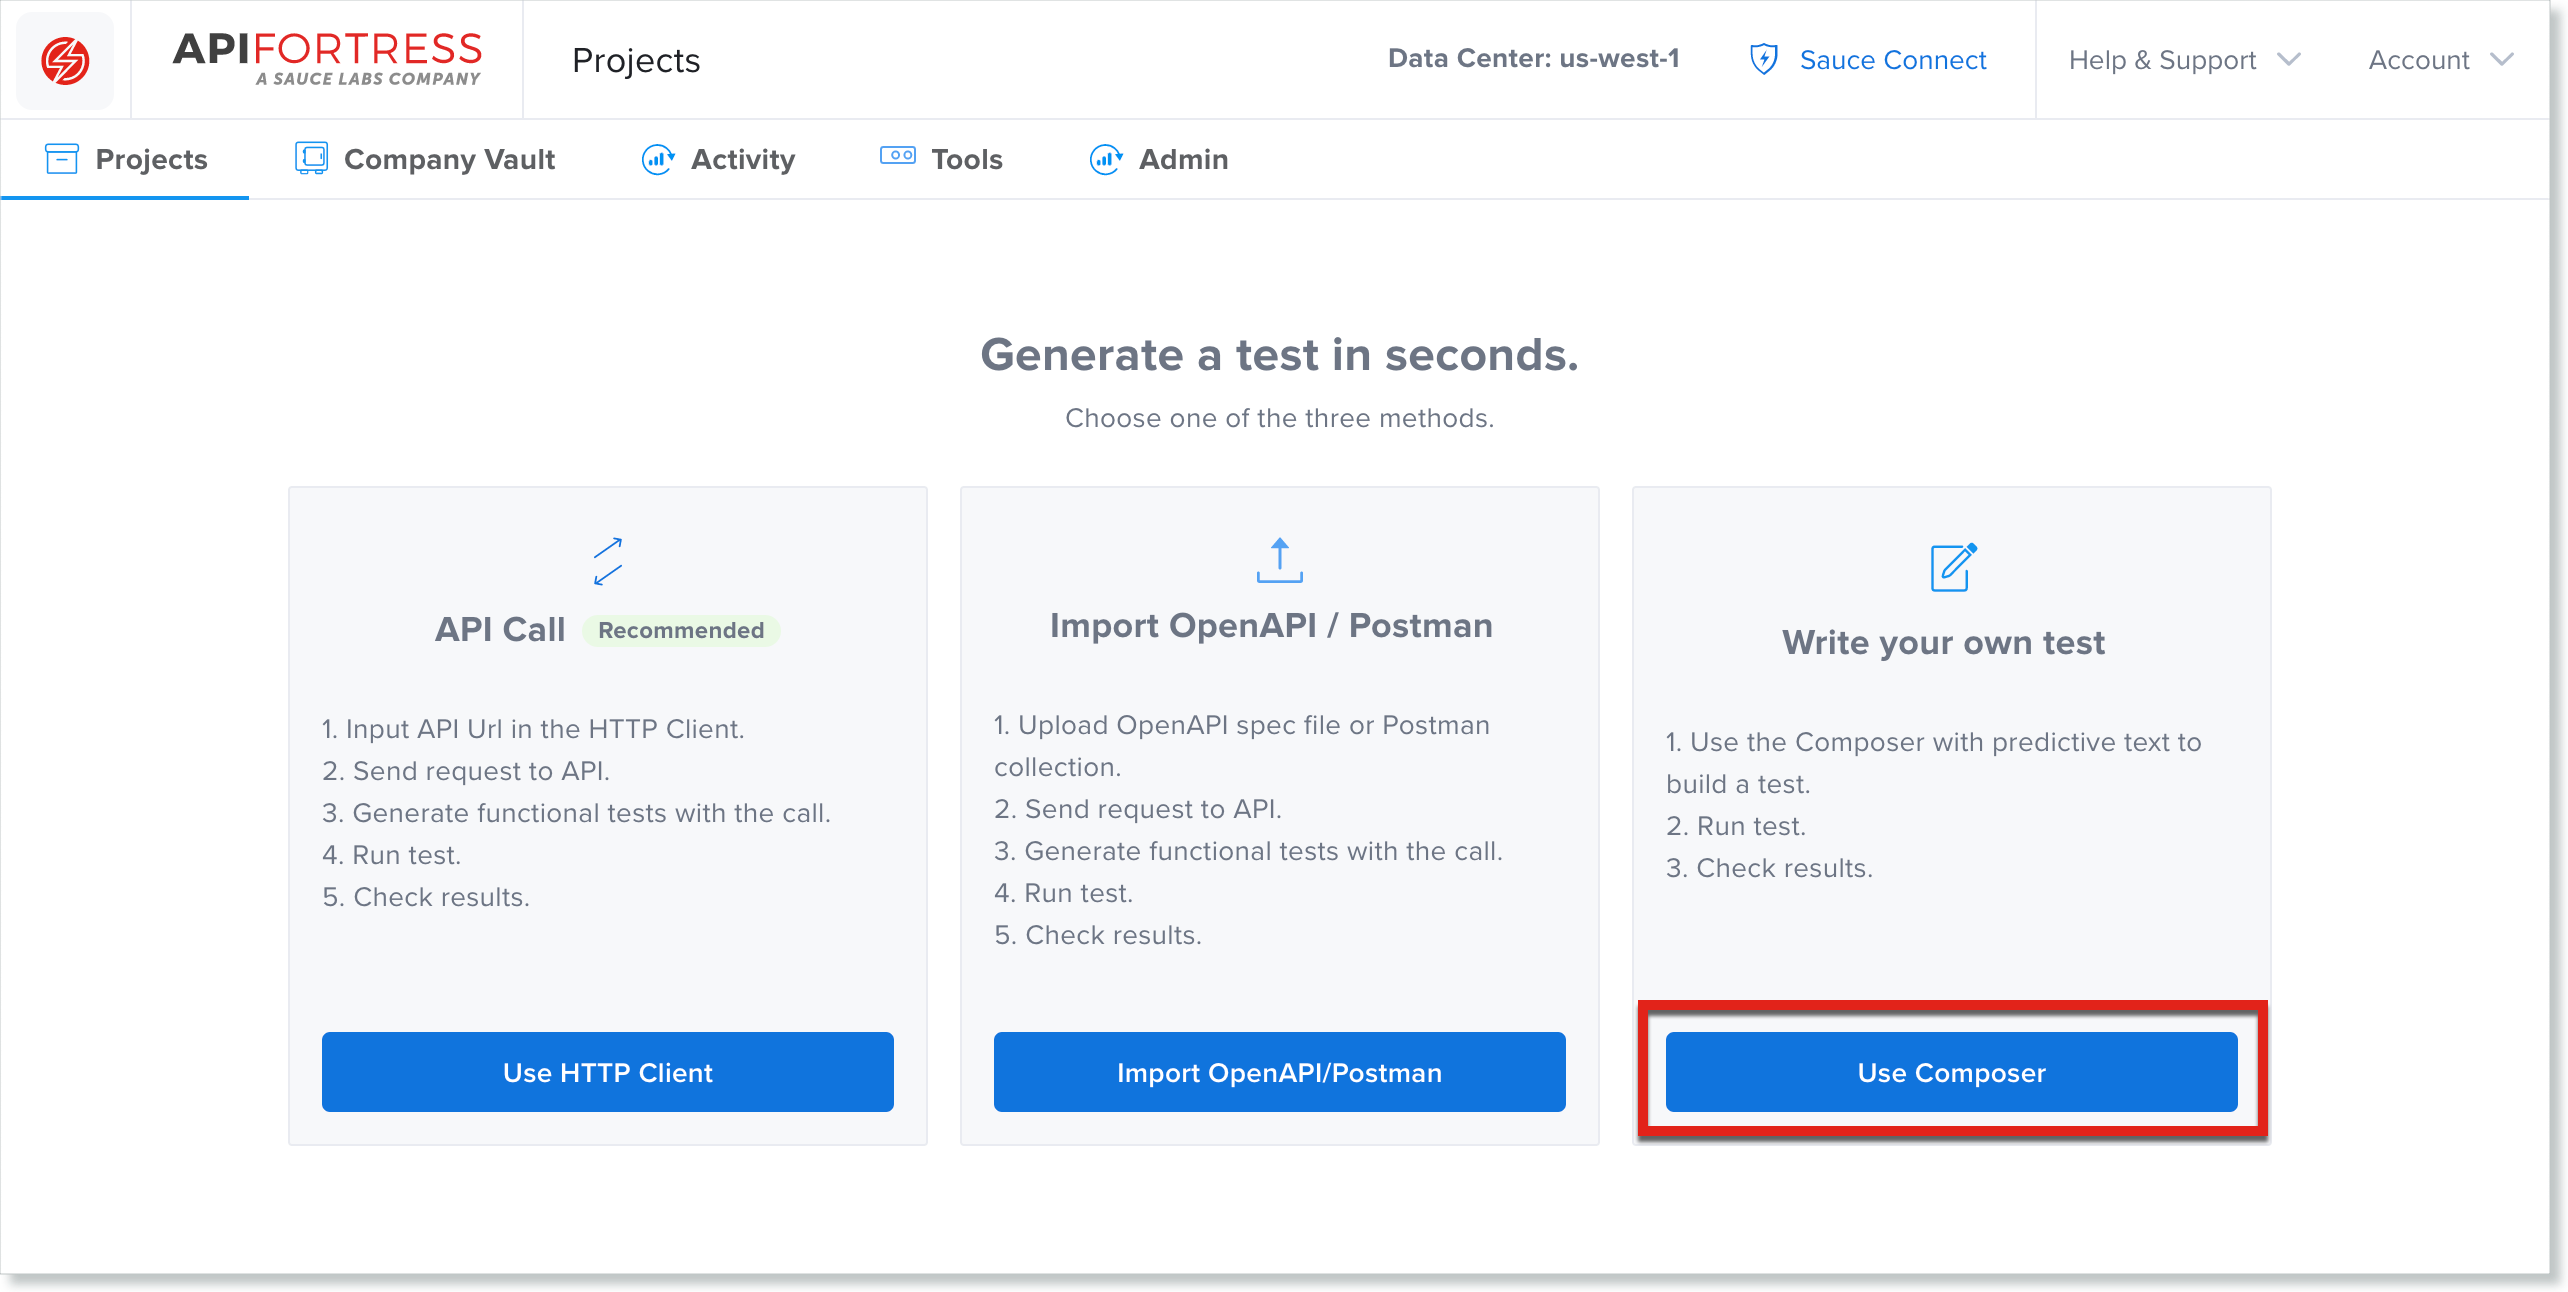 APIFORTRESS
A SAUCE LABS COMPANY
Projects
Data Center: us-west-1
Sauce Connect
Help & Support
Account
Projects
Company Vault
Activity
Tools
Admin
Generate a test in seconds.
Choose one of the three methods.
API Call
Recommended
1. Input API Url in the HTTP Client.
2. Send request to API.
3. Generate functional tests with the call.
4. Run test.
5. Check results.
Use HTTP Client
Import OpenAPI / Postman
1. Upload OpenAPI spec file or Postman
collection.
2. Send request to API.
3. Generate functional tests with the call.
4. Run test.
5. Check results.
Import OpenAPI/Postman
Write your own test
1. Use the Composer with predictive text to
build a test.
2. Run test.
3. Check results.
Use Composer